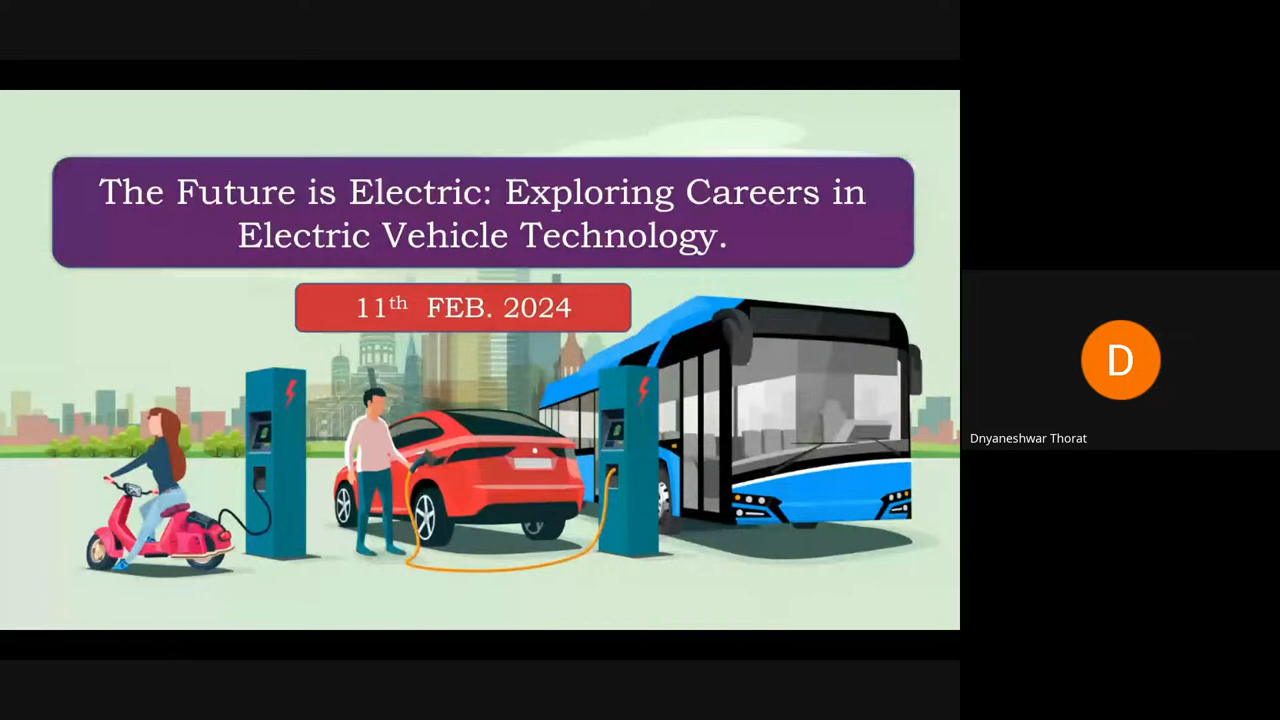 The Future is Electric: Exploring Careers in
Electric Vehicle Technology.
11th FEB. 2024
D
Dnyaneshwar Thorat